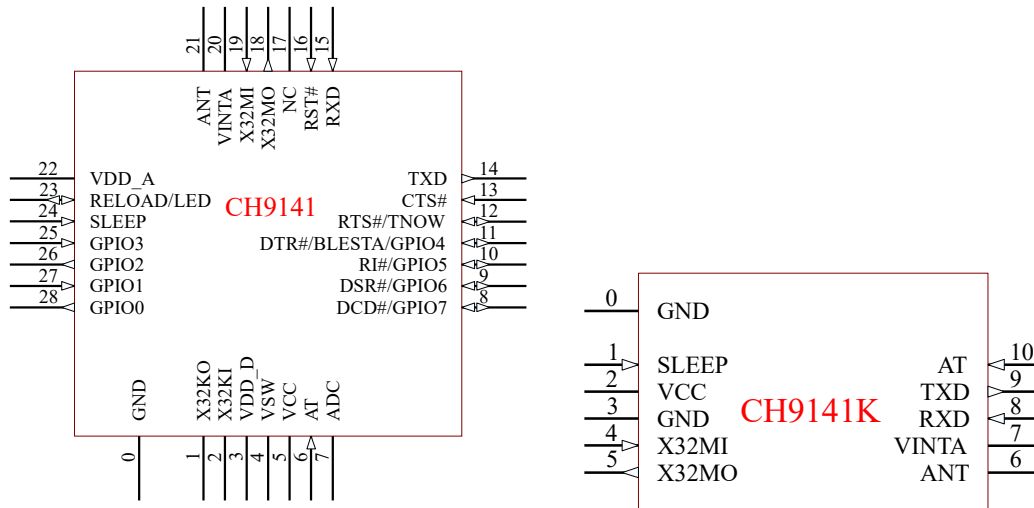 21 20 19 18 17 16 15
ANT VINTA X32MI X32MO NC RST# RXD
22 VDD_A TXD 14
23 RELOAD/LED CTS# 13
24 SLEEP RTS#/TNOW 12
25 GPIO3 DTR#/BLESTA/GPIO4 11
26 GPIO2 RI#/GPIO5 10
27 GPIO1 DSR#/GPIO6 9
28 GPIO0 DCD#/GPIO7 8
CH9141
GND X32KO X32KI VDD_D VSW VCC AT ADC
0 1 2 3 4 5 6 7
0 GND
1 SLEEP AT 10
2 VCC TXD 9
3 GND RXD 8
4 X32MI VINTA 7
5 X32MO ANT 6
CH9141K